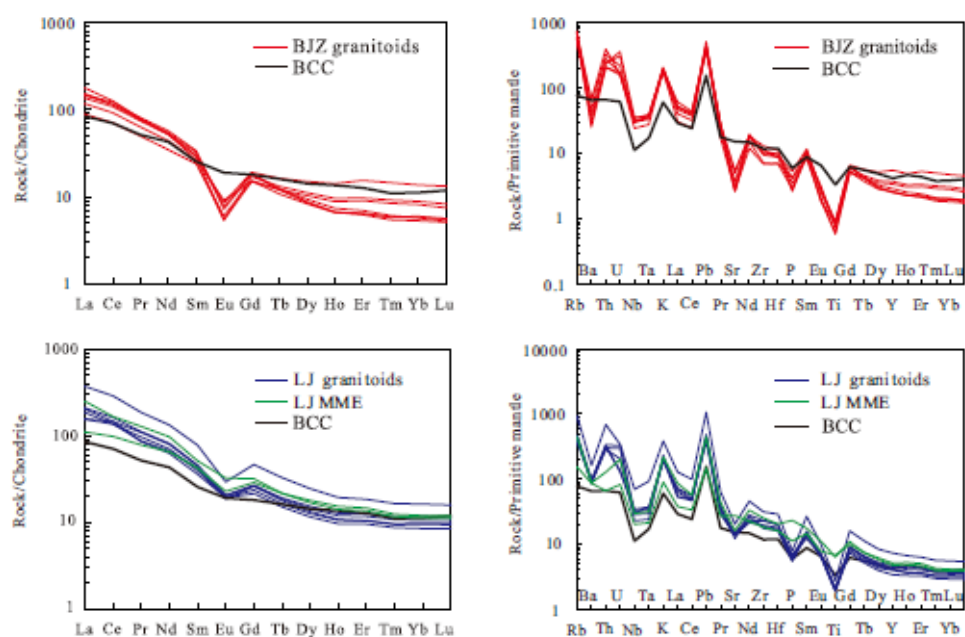 1000
100
10
1
Rock/Chondrite
BJZ granitoids
BCC
La Ce Pr Nd Sm Eu Gd Tb Dy Ho Er Tm Yb Lu
1000
100
10
1
0.1
Rock/Primitive mantle
BJZ granitoids
BCC
Ba Th U Nb Ta K La Ce Pb Pr Sr Nd Zr Hf P Sm Eu Ti Gd Tb Dy Y Ho Er Tm Yb Lu
Rb
1000
100
10
1
Rock/Chondrite
LJ granitoids
LJ MME
BCC
La Ce Pr Nd Sm Eu Gd Tb Dy Ho Er Tm Yb Lu
10000
1000
100
10
1
Rock/Primitive mantle
LJ granitoids
LJ MME
BCC
Ba U Ta La Pb Sr Zr P Eu Gd Dy Ho Tm Lu
Rb Th Nb K Ce Pr Nd Hf Sm Ti Tb Y Er Yb